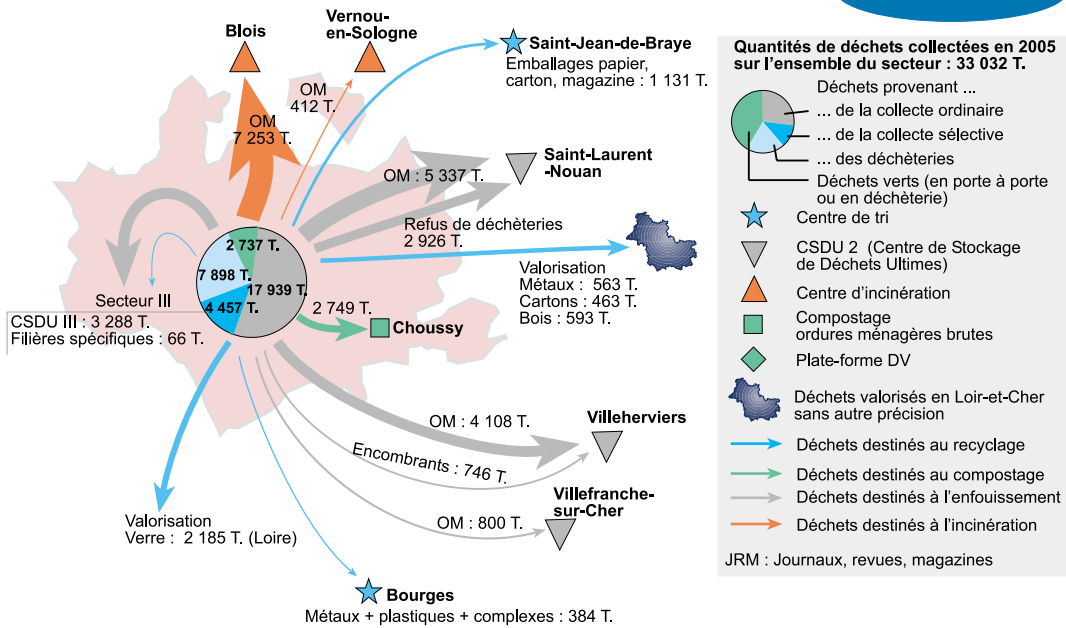 Blois
Vernou-
en-Sologne
Saint-Jean-de-Braye
Emballages papier,
carton, magazine : 1 131 T.
OM
412 T.
OM
7 253 T.
OM : 5 337 T.
Saint-Laurent
-Nouan
Refus de déchèteries
2 926 T.
Valorisation
Métaux : 563 T.
Cartons : 463 T.
Bois : 593 T.
2 737 T.
7 898 T.
17 939 T.
4 457 T.
Secteur III
CSDU III : 3 288 T.
Filières spécifiques : 66 T.
2 749 T.
Choussy
OM : 4 108 T.
Villeherviers
Encombrants : 746 T.
Villefranche-
sur-Cher
OM : 800 T.
Valorisation
Verre : 2 185 T. (Loire)
Bourges
Métaux + plastiques + complexes : 384 T.
Quantités de déchets collectées en 2005
sur l'ensemble du secteur : 33 032 T.
Déchets provenant ...
... de la collecte ordinaire
... de la collecte sélective
... des déchèteries
Déchets verts (en porte à porte
ou en déchèterie)
Centre de tri
CSDU 2 (Centre de Stockage
de Déchets Ultimes)
Centre d'incinération
Compostage
ordures ménagères brutes
Plate-forme DV
Déchets valorisés en Loir-et-Cher
sans autre précision
Déchets destinés au recyclage
Déchets destinés au compostage
Déchets destinés à l'enfouissement
Déchets destinés à l'incinération
JRM : Journaux, revues, magazines